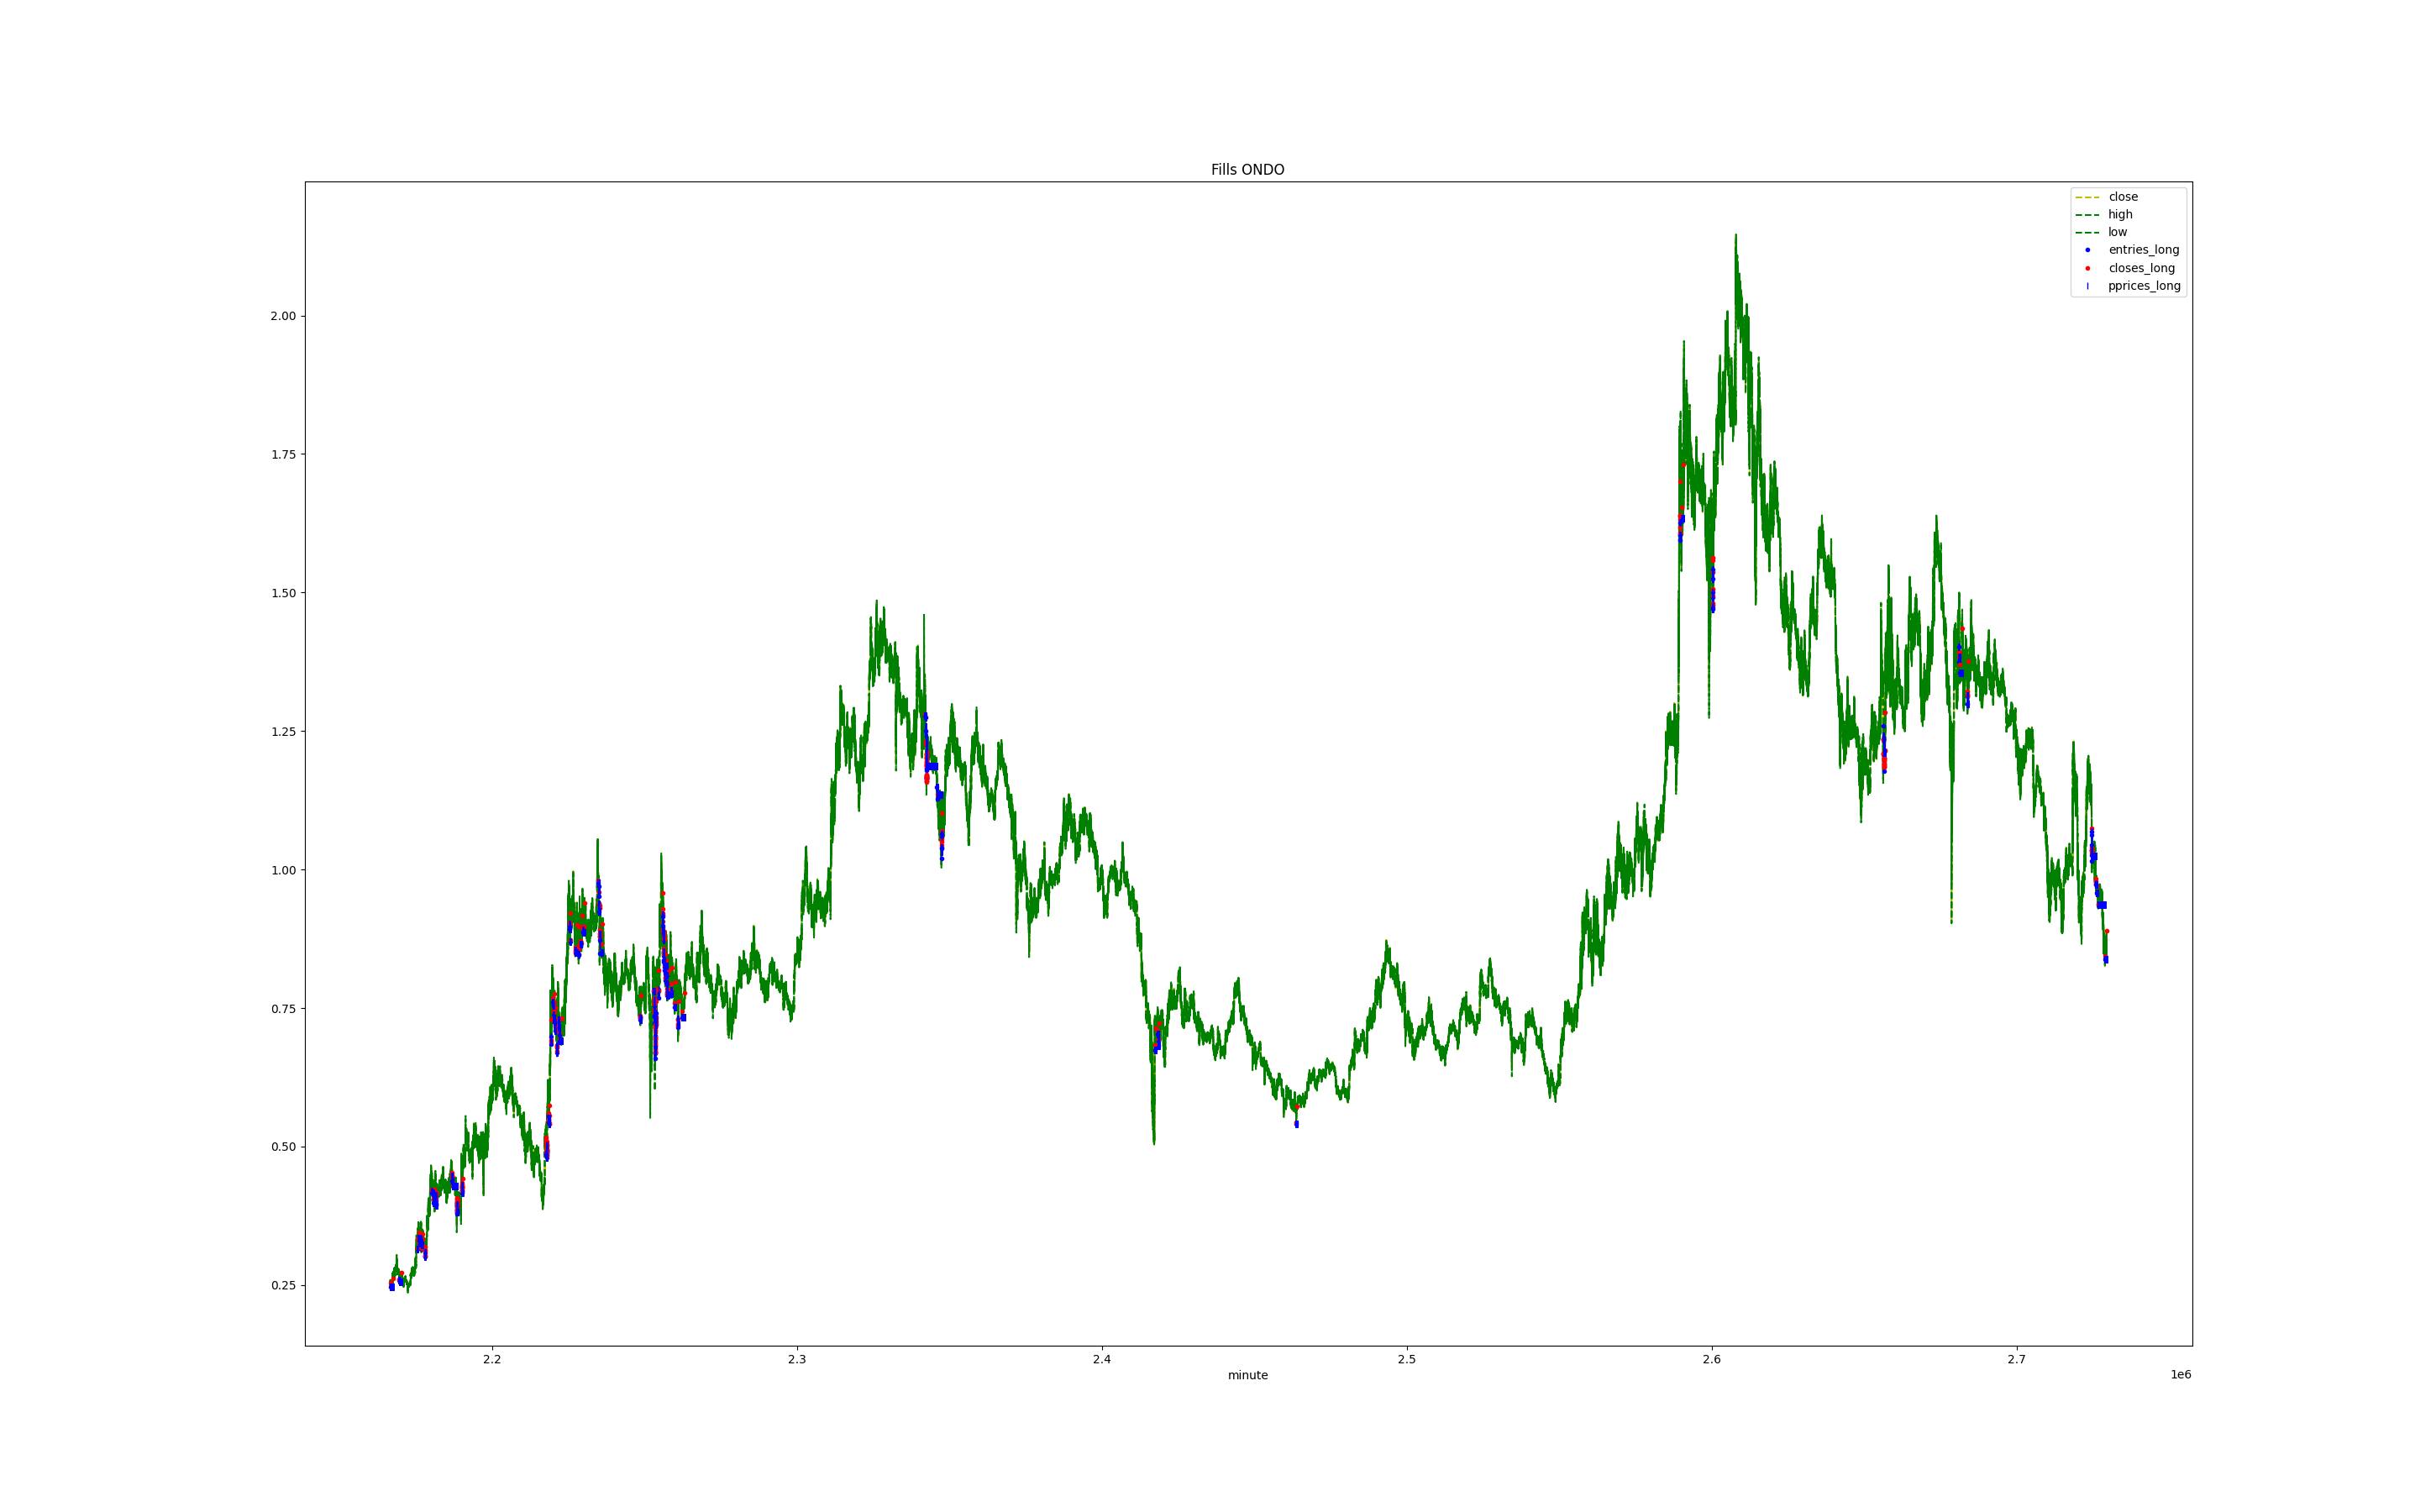 Fills ONDO
close
high
low
entries_long
closes_long
pprices_long
2.00
1.75
1.50
1.25
1.00
0.75
0.50
0.25
2.2 2.3 2.4 2.5 2.6 2.7
minute 1e6